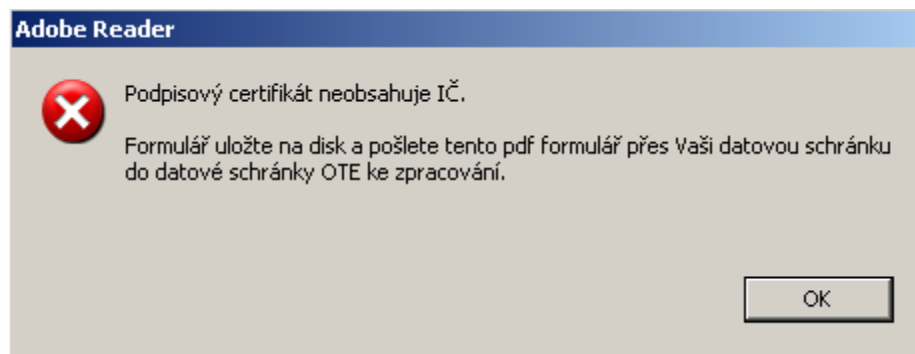 Adobe Reader
Podpisový certifikát neobsahuje IČ.
Formulář uložte na disk a pošlete tento pdf formulář přes Vaši datovou schránku
do datové schránky OTE ke zpracování.
OK